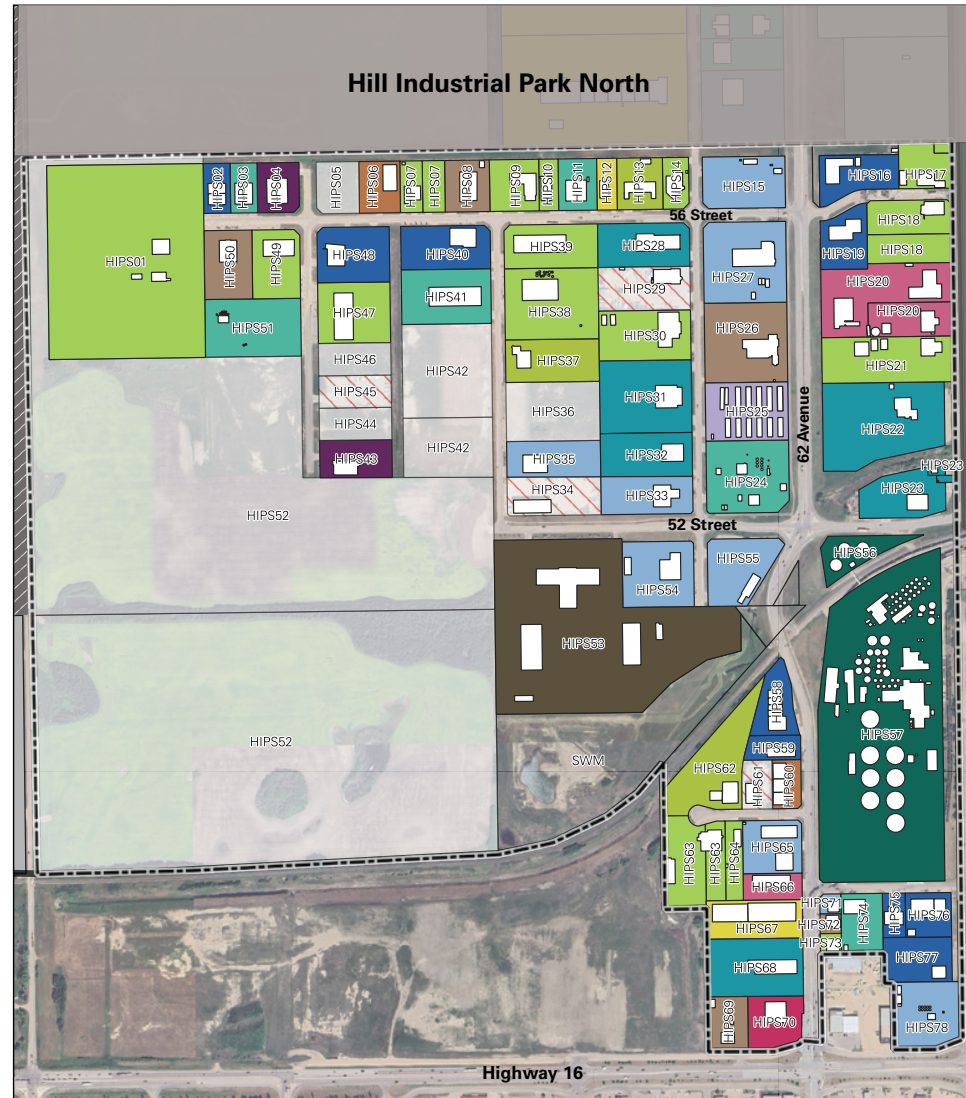 Hill Industrial Park North
HIPS02
HIPS03
HIPS04
HIPS05
HIPS06
HIPS07
HIPS07
HIPS08
HIPS09
HIPS10
HIPS11
HIPS12
HIPS13
HIPS14
HIPS15
HIPS16
HIPS17
56 Street
HIPS18
HIPS01
HIPS50
HIPS49
HIPS48
HIPS40
HIPS39
HIPS28
HIPS27
HIPS19
HIPS18
HIPS41
HIPS29
HIPS20
HIPS51
HIPS47
HIPS38
HIPS30
HIPS26
HIPS20
HIPS46
HIPS42
HIPS37
HIPS21
HIPS45
HIPS31
HIPS36
HIPS25
62 Avenue
HIPS22
HIPS44
HIPS42
HIPS43
HIPS35
HIPS32
HIPS23
HIPS24
HIPS34
HIPS33
HIPS23
HIPS52
52 Street
HIPS56
HIPS55
HIPS54
HIPS53
HIPS58
HIPS57
HIPS52
HIPS59
SWM
HIPS62
HIPS61
HIPS60
HIPS63
HIPS63
HIPS64
HIPS65
HIPS66
HIPS71
HIPS74
HIPS75
HIPS76
HIPS67
HIPS72
HIPS73
HIPS77
HIPS68
HIPS69
HIPS70
HIPS78
Highway 16